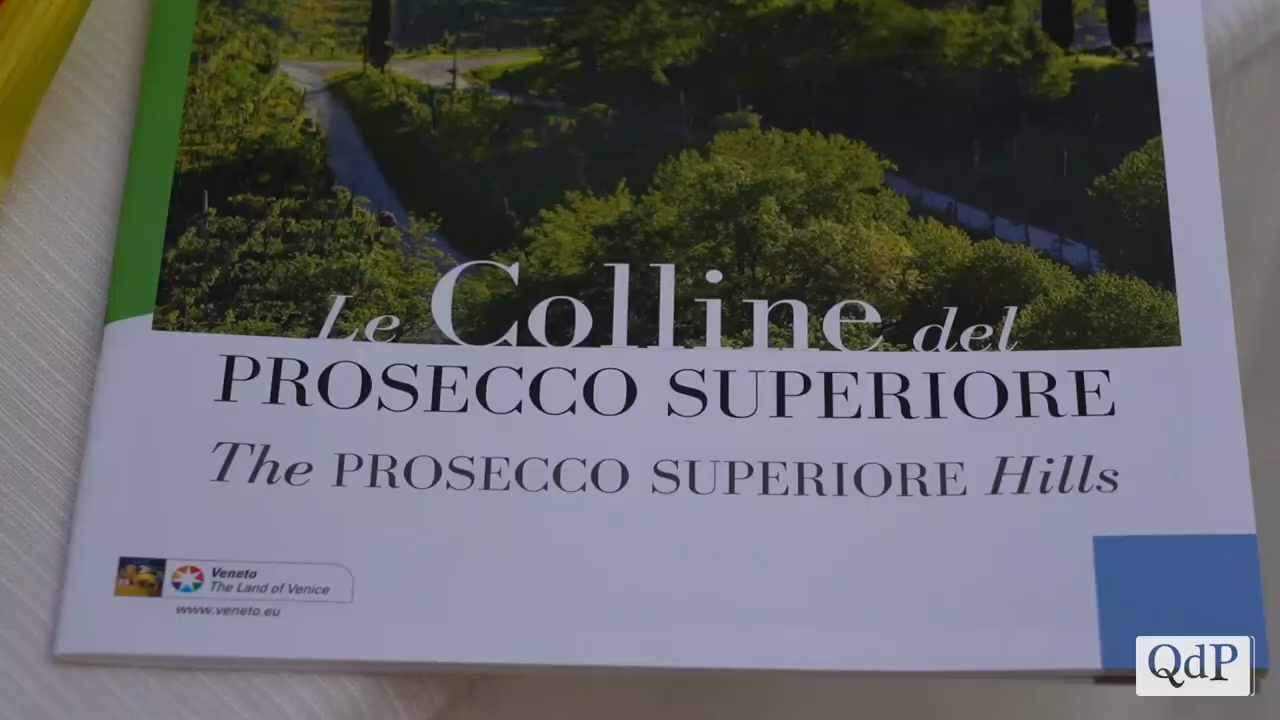 Le Colline del
PROSECCO SUPERIORE
The PROSECCO SUPERIORE Hills
Veneto
The Land of Venice
www.veneto.eu
QdP